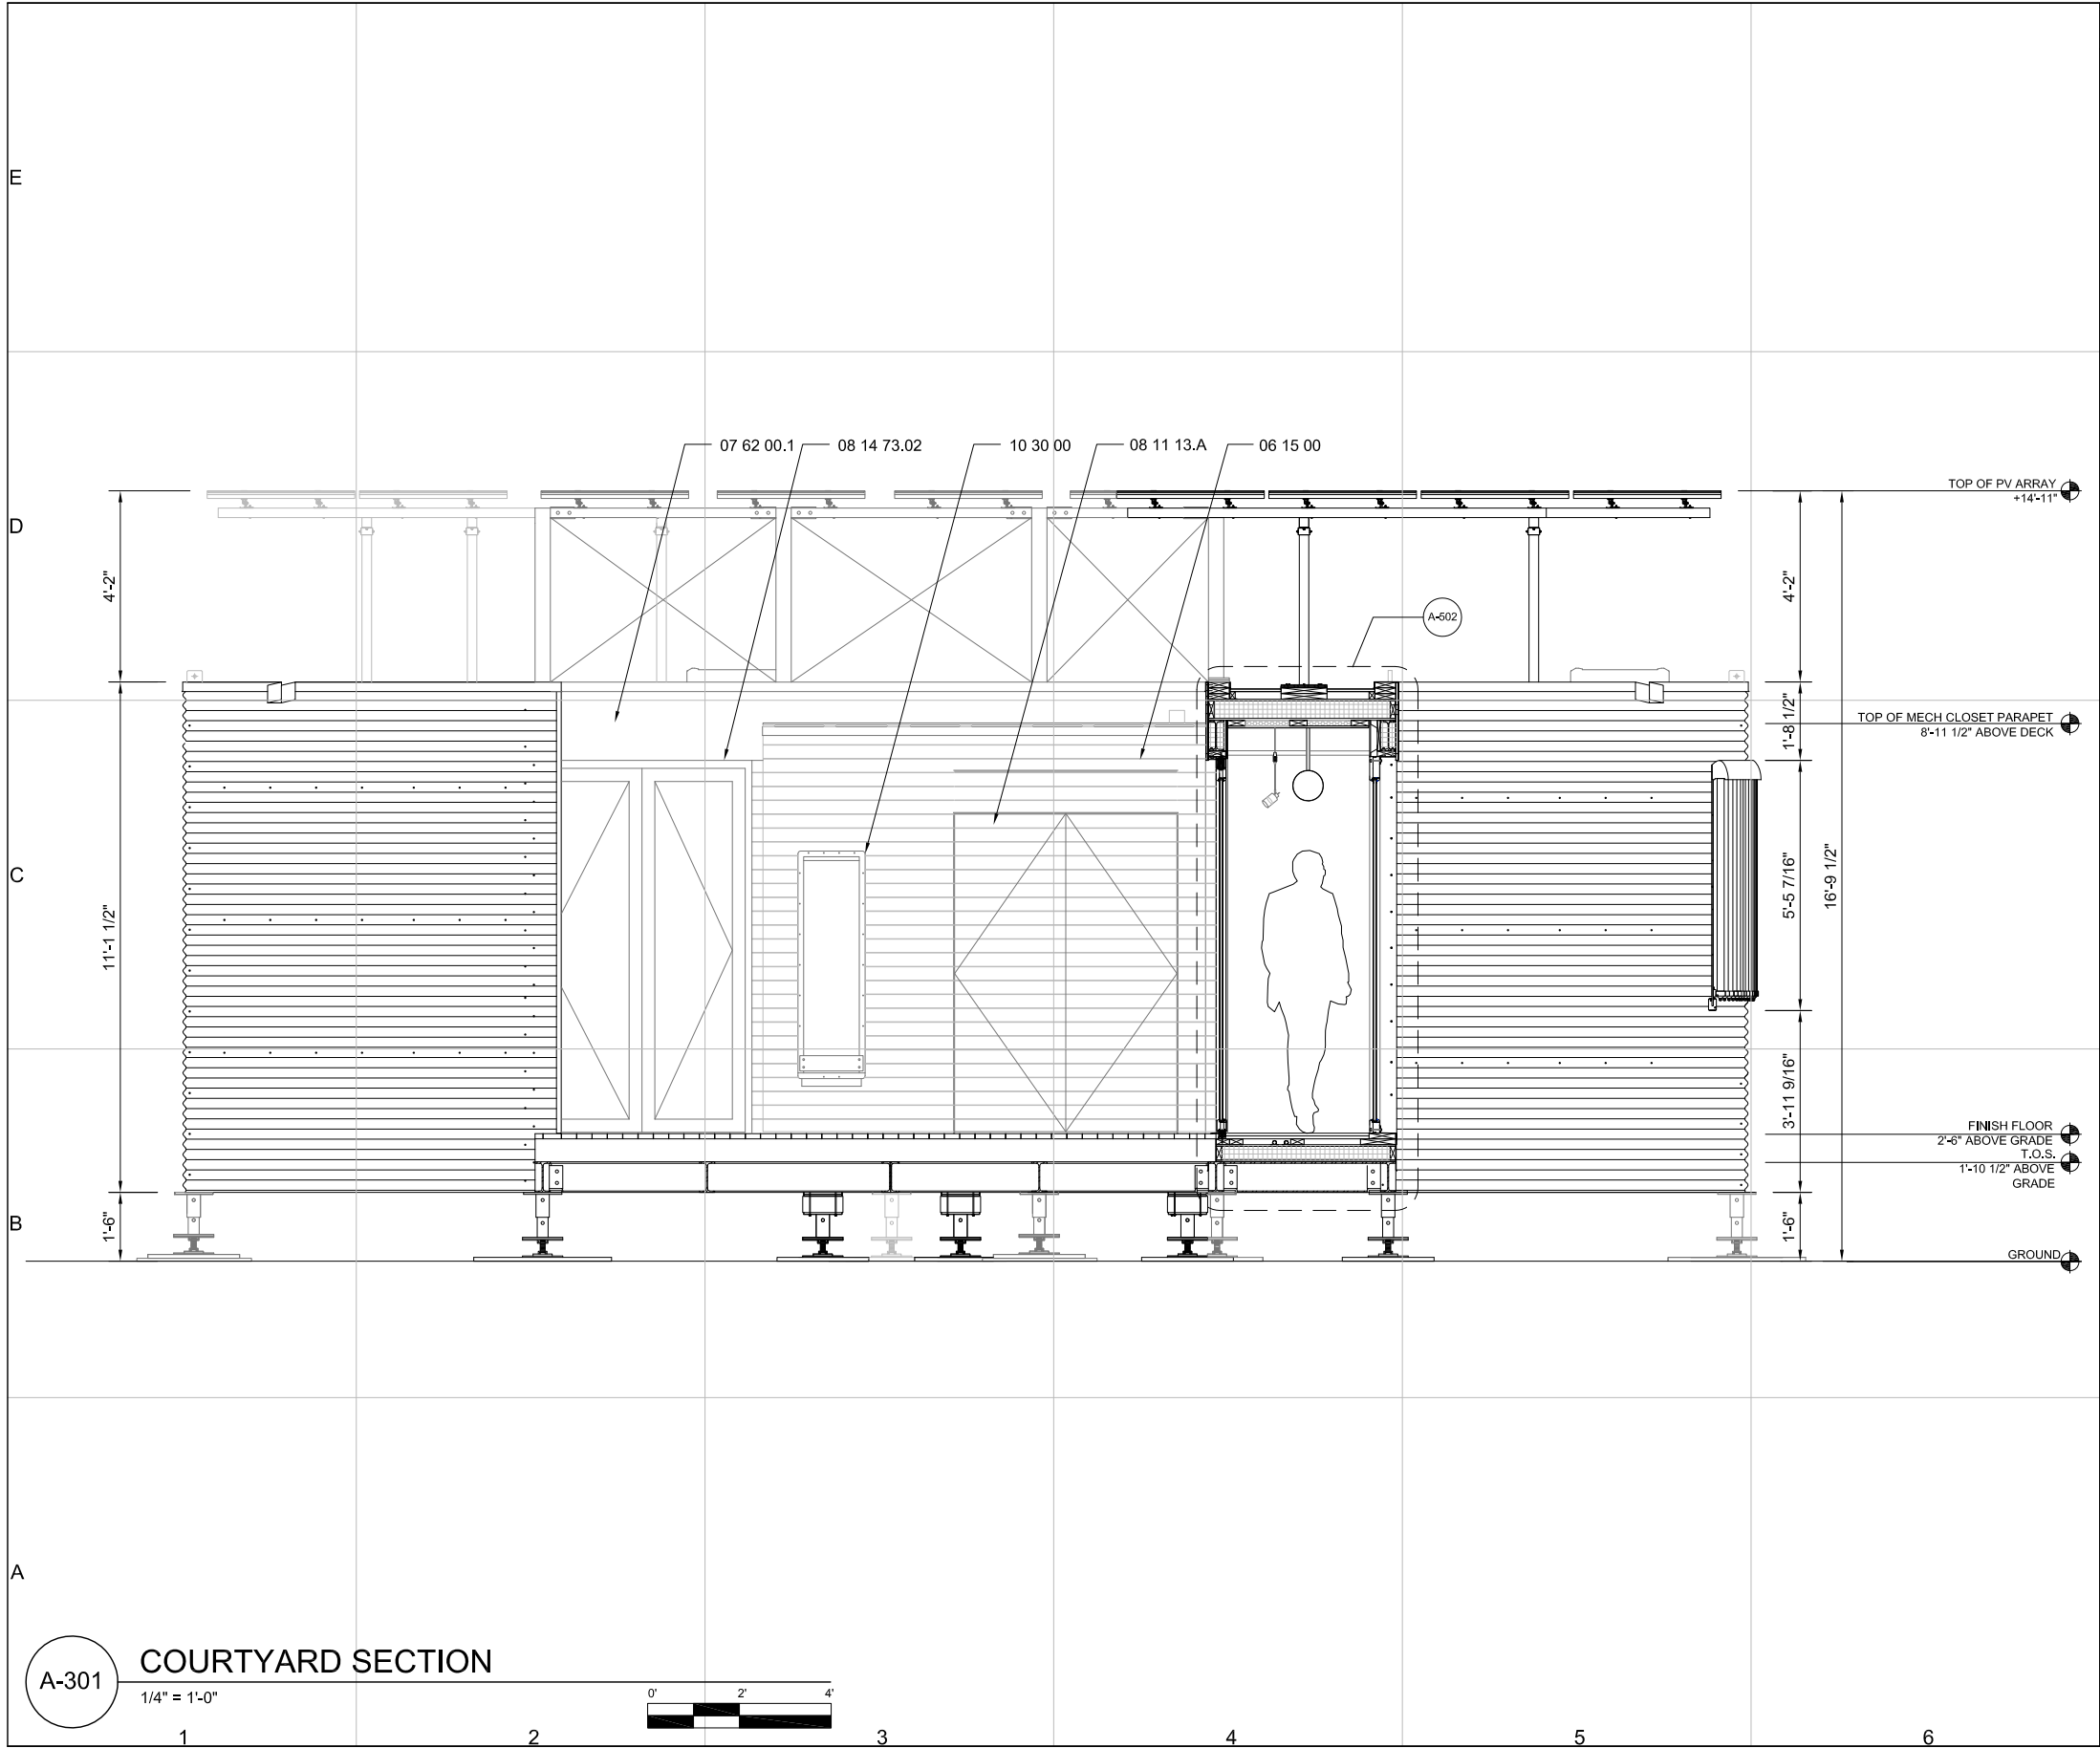 E
07 62 00.1
08 14 73.02
10 30 00
08 11 13.A
06 15 00
TOP OF PV ARRAY
+14'-11"
D
4'-2"
4'-2"
A-502
1'-8 1/2"
TOP OF MECH CLOSET PARAPET
8'-11 1/2" ABOVE DECK
C
11'-1 1/2"
5'-5 7/16"
16'-9 1/2"
3'-11 9/16"
FINISH FLOOR
2'-6" ABOVE GRADE
T.O.S.
1'-10 1/2" ABOVE
GRADE
B
1'-6"
1'-6"
GROUND
A
A-301
COURTYARD SECTION
1/4" = 1'-0"
0' 2' 4'
1 2 3 4 5 6